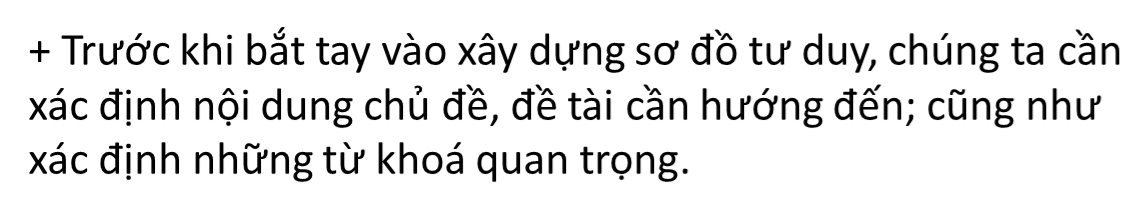 + Trước khi bắt tay vào xây dựng sơ đồ tư duy, chúng ta cần
xác định nội dung chủ đề, đề tài cần hướng đến; cũng như
xác định những từ khoá quan trọng.